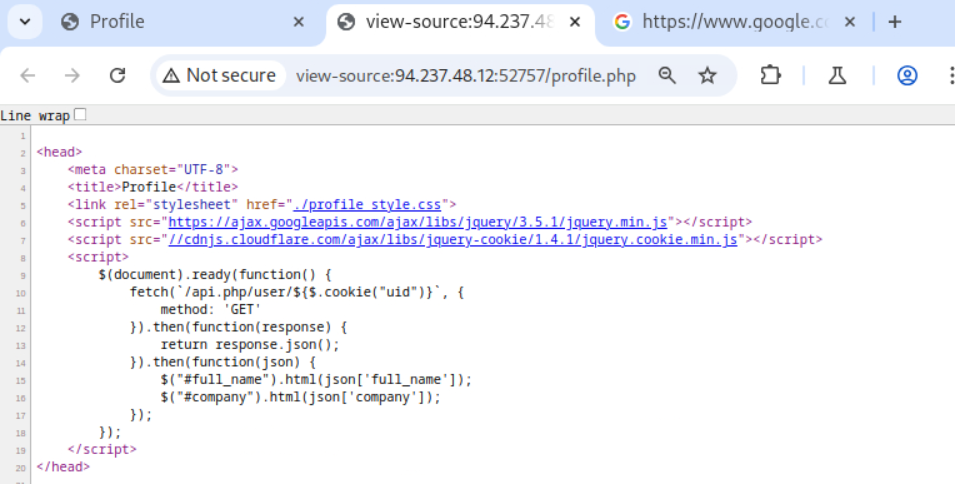 Profile
view-source:94.237.48
https://www.google.c
Not secure
view-source:94.237.48.12:52757/profile.php
Line wrap
1
2 <head>
3 <meta charset="UTF-8">
4 <title>Profile</title>
5 <link rel="stylesheet" href="./profile style.css">
6 <script src="https://ajax.googleapis.com/ajax/libs/jquery/3.5.1/jquery.min.js"></script>
7 <script src="//cdnjs.cloudflare.com/ajax/libs/jquery-cookie/1.4.1/jquery.cookie.min.js"></script>
8 <script>
9 $(document).ready(function() {
10 fetch(`/api.php/user/${$.cookie("uid")}`, {
11 method: 'GET'
12 }).then(function(response) {
13 return response.json();
14 }).then(function(json) {
15 $("#full_name").html(json['full_name']);
16 $("#company").html(json['company']);
17 });
18 });
19 </script>
20 </head>